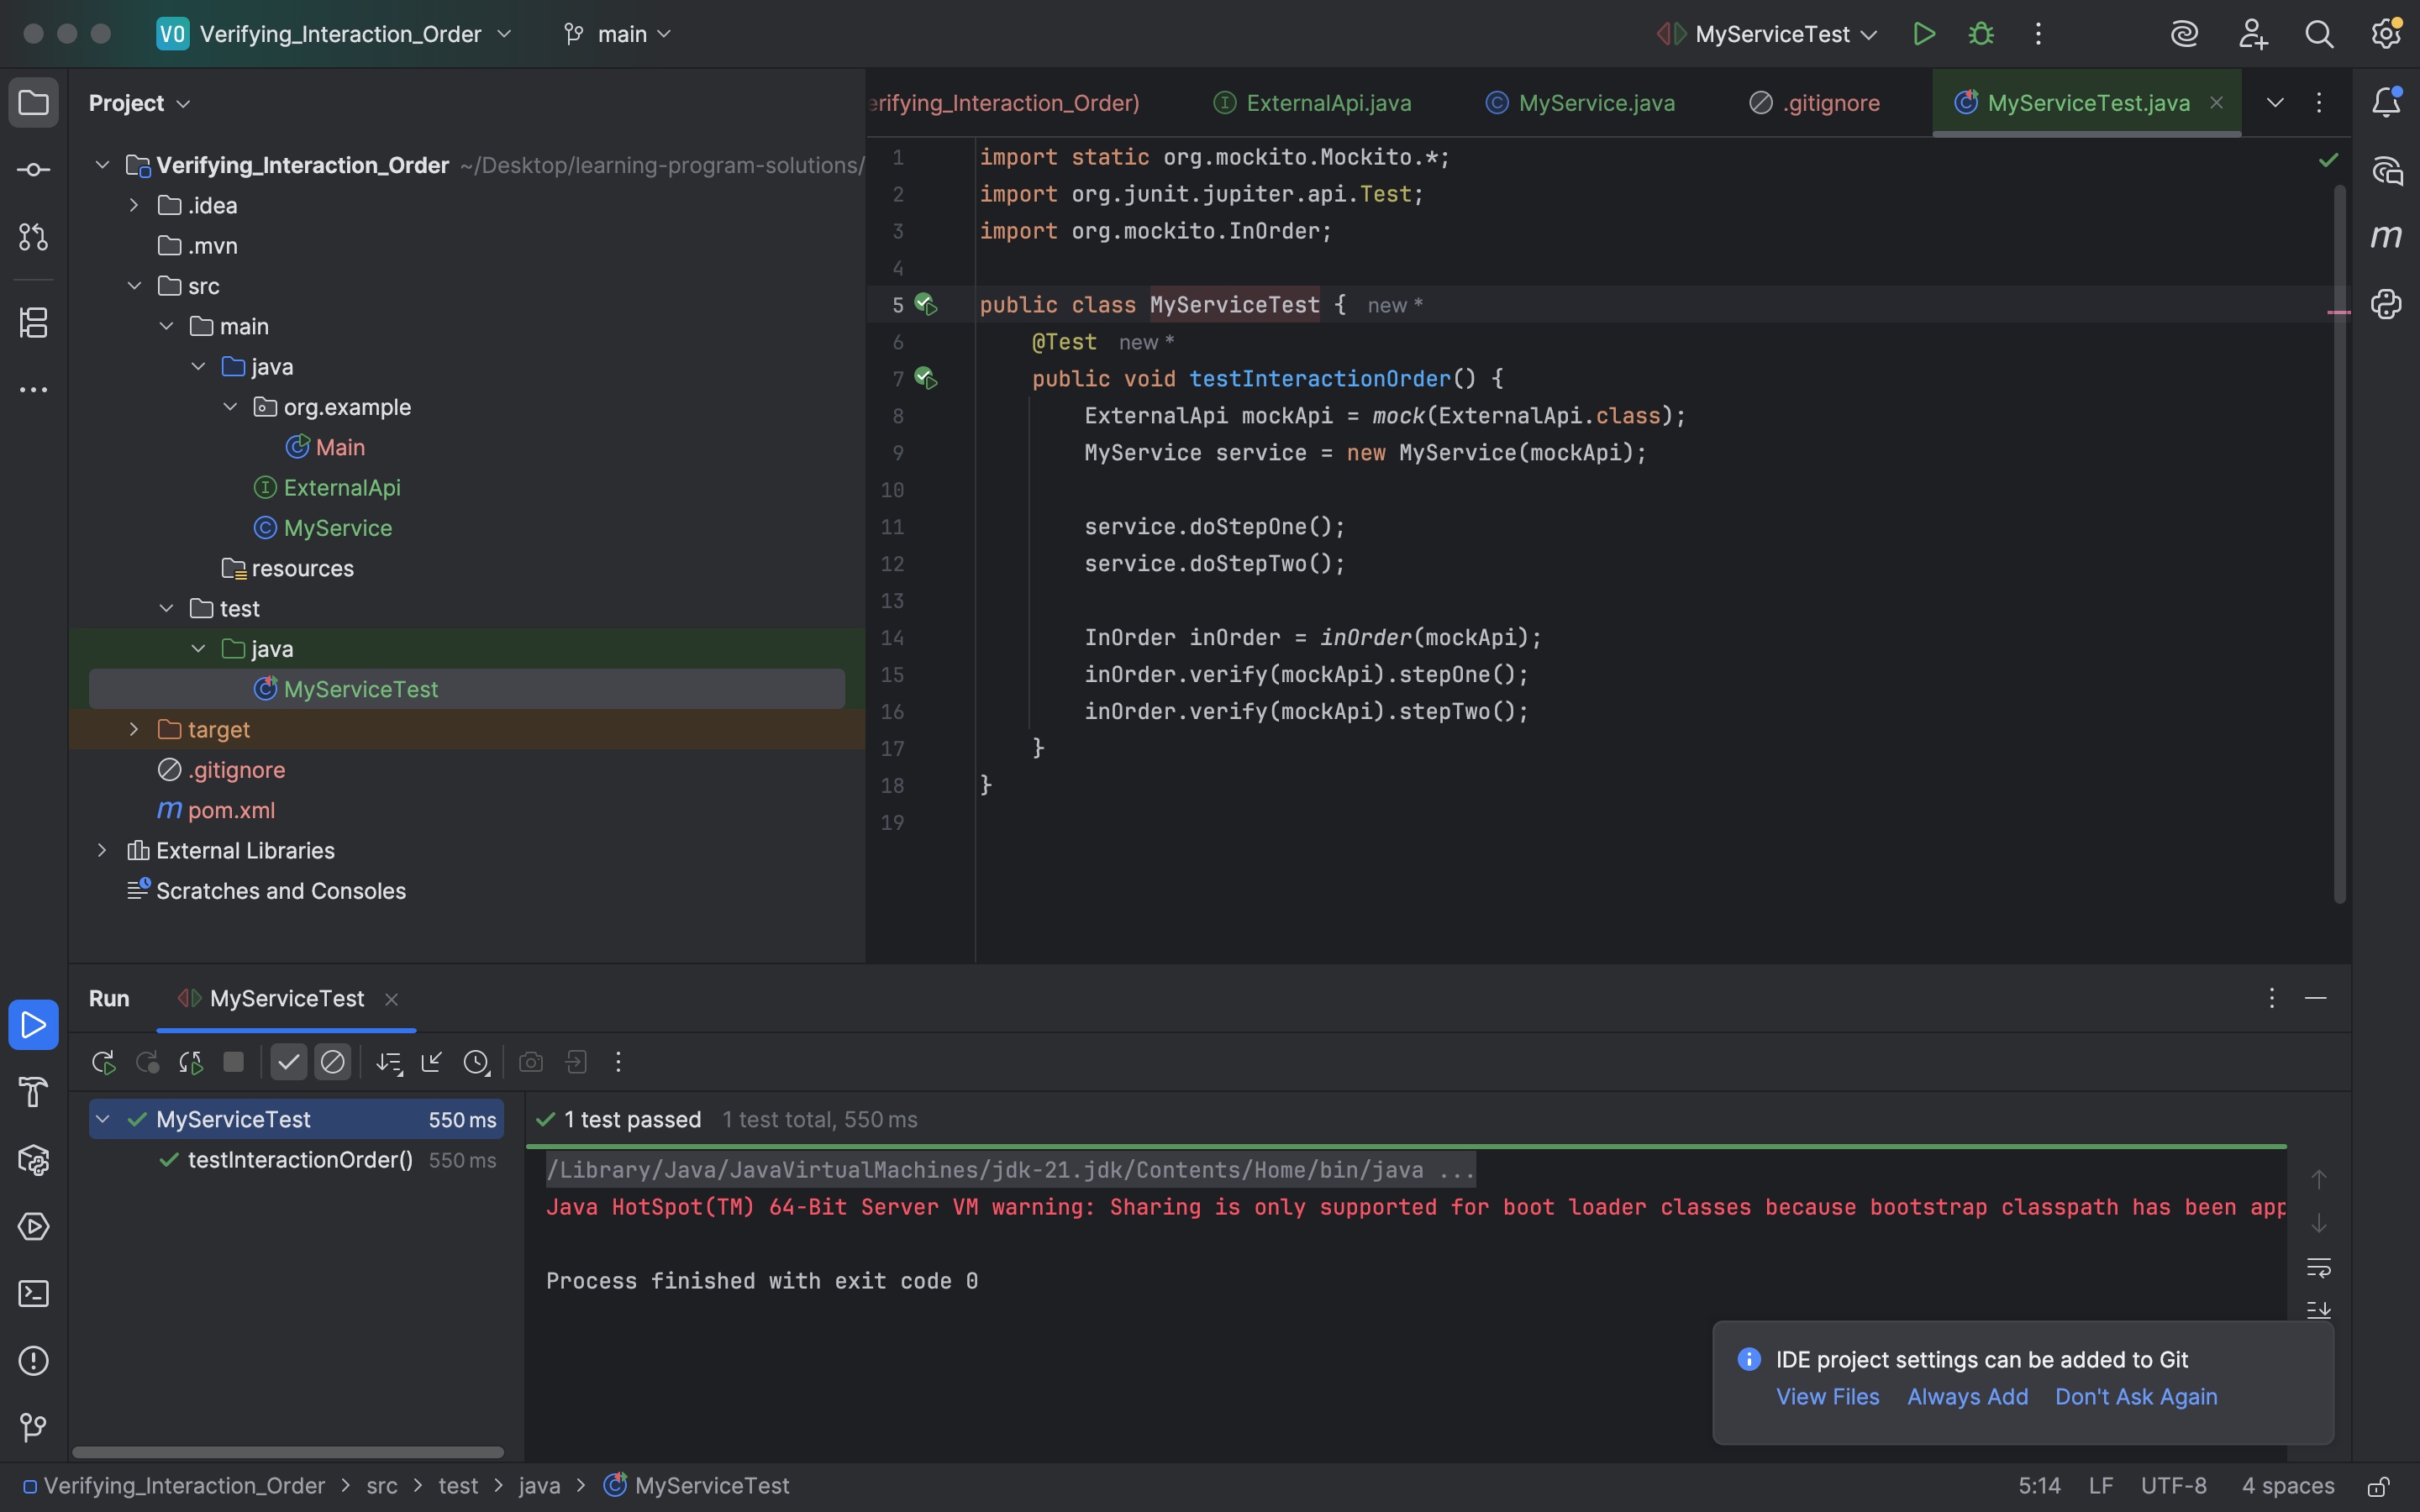 VO Verifying_Interaction_Order main MyServiceTest
Project
erifying_Interaction_Order) ExternalApi.java MyService.java .gitignore MyServiceTest.java
Verifying_Interaction_Order ~/Desktop/learning-program-solutions/
.idea
.mvn
src
main
java
org.example
Main
ExternalApi
MyService
resources
test
java
MyServiceTest
target
.gitignore
m pom.xml
External Libraries
Scratches and Consoles
1 import static org.mockito.Mockito.*;
2 import org.junit.jupiter.api.Test;
3 import org.mockito.InOrder;
4
5 public class MyServiceTest { new *
6 @Test new *
7 public void testInteractionOrder() {
8 ExternalApi mockApi = mock(ExternalApi.class);
9 MyService service = new MyService(mockApi);
10
11 service.doStepOne();
12 service.doStepTwo();
13
14 InOrder inOrder = inOrder(mockApi);
15 inOrder.verify(mockApi).stepOne();
16 inOrder.verify(mockApi).stepTwo();
17 }
18 }
19
m
Run MyServiceTest
MyServiceTest 550 ms
testInteractionOrder() 550 ms
1 test passed 1 test total, 550 ms
/Library/Java/JavaVirtualMachines/jdk-21.jdk/Contents/Home/bin/java ...
Java HotSpot(TM) 64-Bit Server VM warning: Sharing is only supported for boot loader classes because bootstrap classpath has been app
Process finished with exit code 0
IDE project settings can be added to Git
View Files Always Add Don't Ask Again
Verifying_Interaction_Order > src > test > java > MyServiceTest
5:14 LF UTF-8 4 spaces